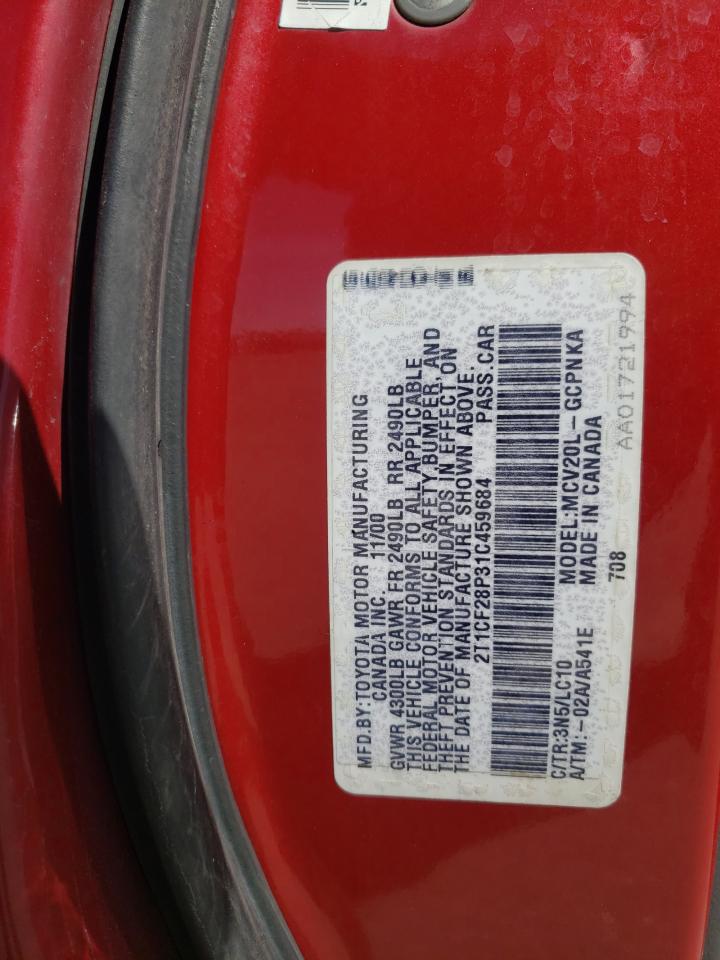 MFD.BY:TOYOTA MOTOR MANUFACTURING
CANADA INC. 11/00
GVWR 4300LB GAWR FR 2490LB RR 2490LB
THIS VEHICLE CONFORMS TO ALL APPLICABLE
FEDERAL MOTOR VEHICLE SAFETY,BUMPER, AND
THEFT PREVENTION STANDARDS IN EFFECT ON
THE DATE OF MANUFACTURE SHOWN ABOVE.
2T1CF28P31C459684 PASS.CAR
C/TR:3N5/LC10 MODEL:MCV20L-GCPNKA
A/TM:-02A/A541E MADE IN CANADA
708
AA01721994